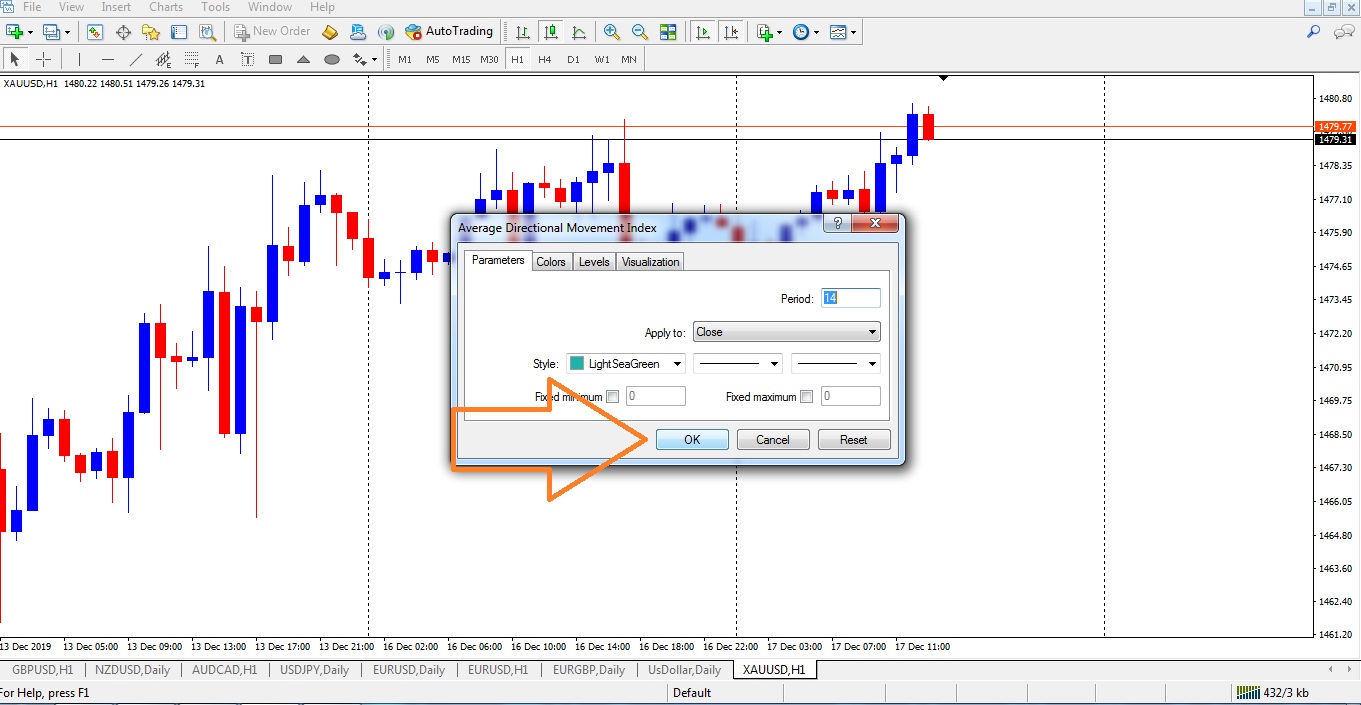 File View Insert Charts Tools Window Help
New Order AutoTrading
A T M1 M5 M15 M30 H1 H4 D1 W1 MN
XAUUSD,H1 1480.22 1480.51 1479.26 1479.31
1480.80
1479.77
1479.31
1478.35
1477.10
1475.90
1474.65
1473.45
1472.20
1470.95
1469.75
1468.50
1467.30
1466.05
1464.80
1463.60
1462.40
1461.20
Average Directional Movement Index
?
Parameters Colors Levels Visualization
Period: 14
Apply to: Close
Style: LightSeaGreen
Fixed minimum 0 Fixed maximum 0
OK Cancel Reset
13 Dec 2019 13 Dec 05:00 13 Dec 09:00 13 Dec 13:00 13 Dec 17:00 13 Dec 21:00 16 Dec 02:00 16 Dec 06:00 16 Dec 10:00 16 Dec 14:00 16 Dec 18:00 16 Dec 22:00 17 Dec 03:00 17 Dec 07:00 17 Dec 11:00
GBPUSD,H1 NZDUSD,Daily AUDCAD,H1 USDJPY,Daily EURUSD,Daily EURUSD,H1 EURGBP,Daily UsDollar,Daily XAUUSD,H1
For Help, press F1 Default 432/3 kb